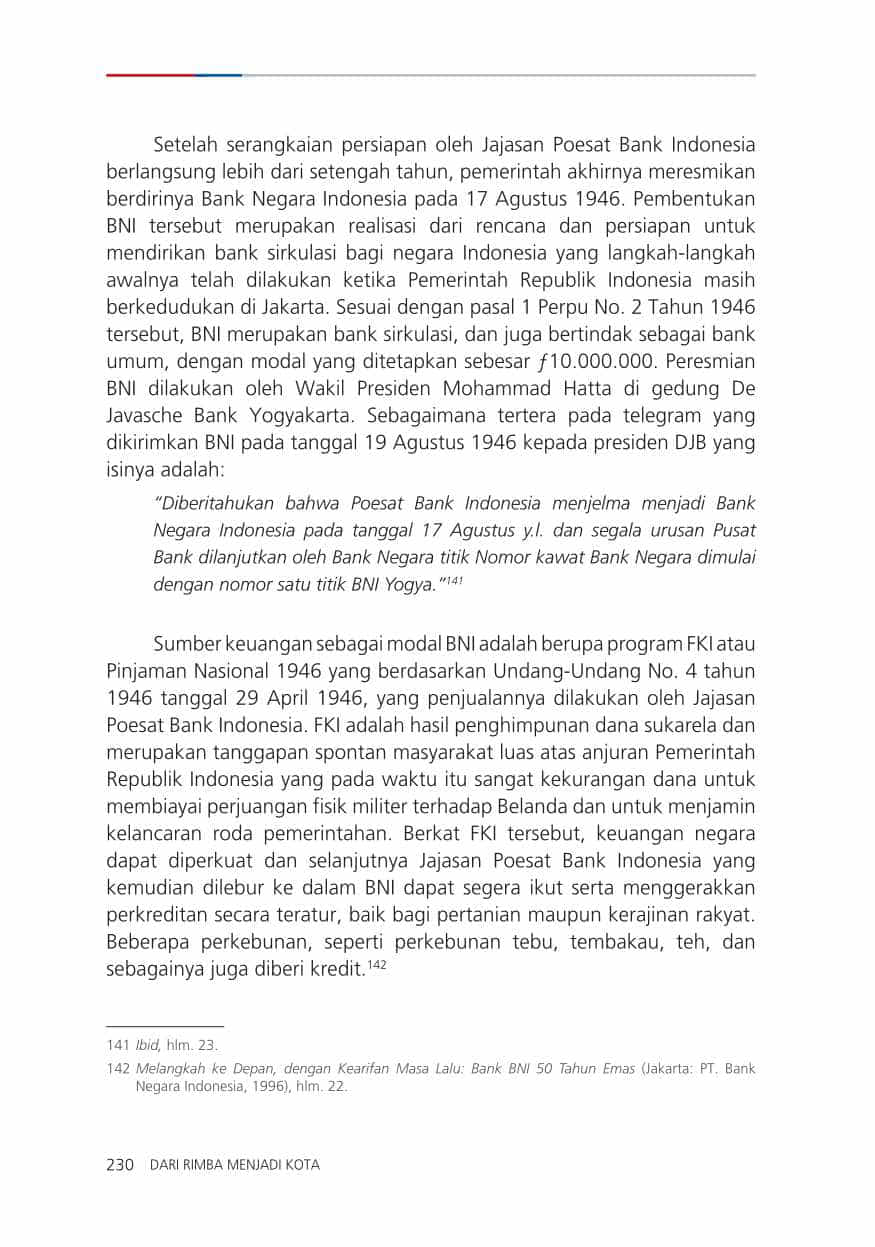 Setelah serangkaian persiapan oleh Jajasan Poesat Bank Indonesia
berlangsung lebih dari setengah tahun, pemerintah akhirnya meresmikan
berdirinya Bank Negara Indonesia pada 17 Agustus 1946. Pembentukan
BNI tersebut merupakan realisasi dari rencana dan persiapan untuk
mendirikan bank sirkulasi bagi negara Indonesia yang langkah-langkah
awalnya telah dilakukan ketika Pemerintah Republik Indonesia masih
berkedudukan di Jakarta. Sesuai dengan pasal 1 Perpu No. 2 Tahun 1946
tersebut, BNI merupakan bank sirkulasi, dan juga bertindak sebagai bank
umum, dengan modal yang ditetapkan sebesar ƒ10.000.000. Peresmian
BNI dilakukan oleh Wakil Presiden Mohammad Hatta di gedung De
Javasche Bank Yogyakarta. Sebagaimana tertera pada telegram yang
dikirimkan BNI pada tanggal 19 Agustus 1946 kepada presiden DJB yang
isinya adalah:
“Diberitahukan bahwa Poesat Bank Indonesia menjelma menjadi Bank
Negara Indonesia pada tanggal 17 Agustus y.l. dan segala urusan Pusat
Bank dilanjutkan oleh Bank Negara titik Nomor kawat Bank Negara dimulai
dengan nomor satu titik BNI Yogya.”141
Sumber keuangan sebagai modal BNI adalah berupa program FKI atau
Pinjaman Nasional 1946 yang berdasarkan Undang-Undang No. 4 tahun
1946 tanggal 29 April 1946, yang penjualannya dilakukan oleh Jajasan
Poesat Bank Indonesia. FKI adalah hasil penghimpunan dana sukarela dan
merupakan tanggapan spontan masyarakat luas atas anjuran Pemerintah
Republik Indonesia yang pada waktu itu sangat kekurangan dana untuk
membiayai perjuangan fisik militer terhadap Belanda dan untuk menjamin
kelancaran roda pemerintahan. Berkat FKI tersebut, keuangan negara
dapat diperkuat dan selanjutnya Jajasan Poesat Bank Indonesia yang
kemudian dilebur ke dalam BNI dapat segera ikut serta menggerakkan
perkreditan secara teratur, baik bagi pertanian maupun kerajinan rakyat.
Beberapa perkebunan, seperti perkebunan tebu, tembakau, teh, dan
sebagainya juga diberi kredit.142
141 Ibid, hlm. 23.
142 Melangkah ke Depan, dengan Kearifan Masa Lalu: Bank BNI 50 Tahun Emas (Jakarta: PT. Bank
Negara Indonesia, 1996), hlm. 22.
230 DARI RIMBA MENJADI KOTA